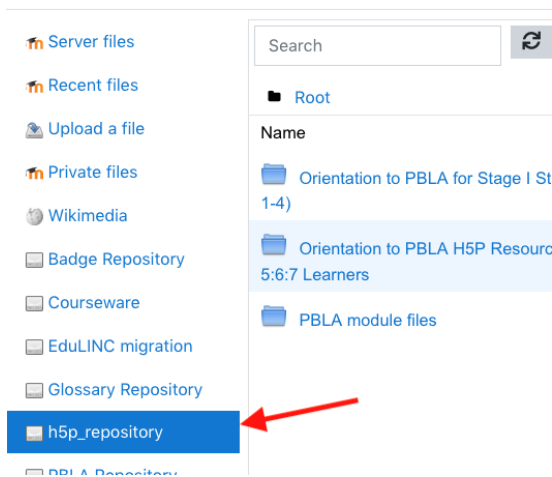 Server files
Recent files
Upload a file
Private files
Wikimedia
Badge Repository
Courseware
EduLINC migration
Glossary Repository
h5p_repository
PBLA Repository
Search
Root
Name
Orientation to PBLA for Stage I St
1-4)
Orientation to PBLA H5P Resourc
5:6:7 Learners
PBLA module files